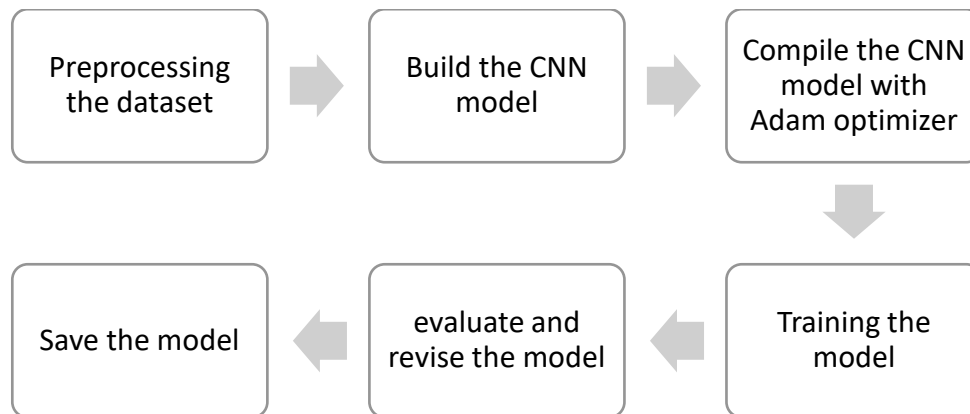 Preprocessing
the dataset
Build the CNN
model
Compile the CNN
model with
Adam optimizer
Training the
model
evaluate and
revise the model
Save the model